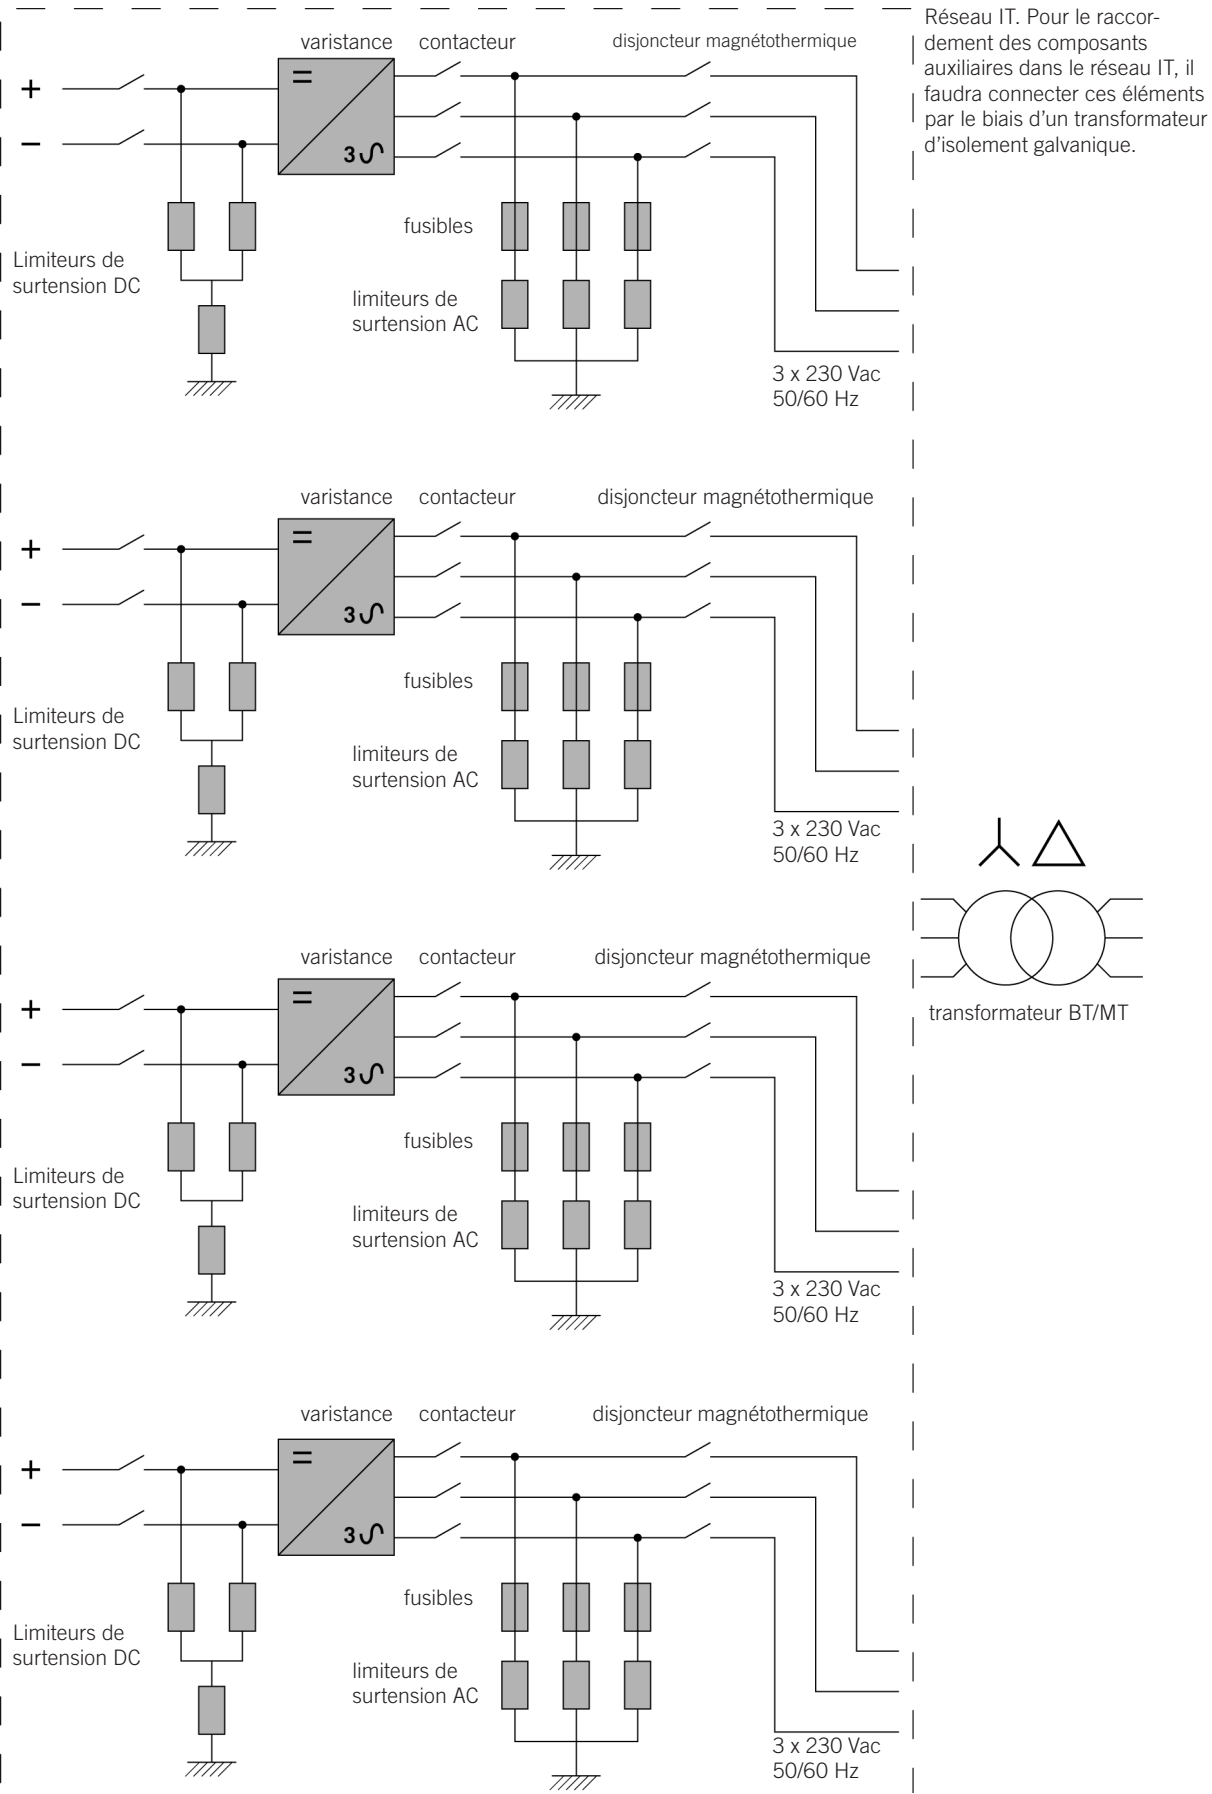 Réseau IT. Pour le raccor-
dement des composants
auxiliaires dans le réseau IT, il
faudra connecter ces éléments
par le biais d’un transformateur
d’isolement galvanique.
varistance contacteur disjoncteur magnétothermique
+
−
3
Limiteurs de
surtension DC
fusibles
limiteurs de
surtension AC
3 x 230 Vac
50/60 Hz
varistance contacteur disjoncteur magnétothermique
+
−
3
Limiteurs de
surtension DC
fusibles
limiteurs de
surtension AC
3 x 230 Vac
50/60 Hz
transformateur BT/MT
varistance contacteur disjoncteur magnétothermique
+
−
3
Limiteurs de
surtension DC
fusibles
limiteurs de
surtension AC
3 x 230 Vac
50/60 Hz
varistance contacteur disjoncteur magnétothermique
+
−
3
Limiteurs de
surtension DC
fusibles
limiteurs de
surtension AC
3 x 230 Vac
50/60 Hz